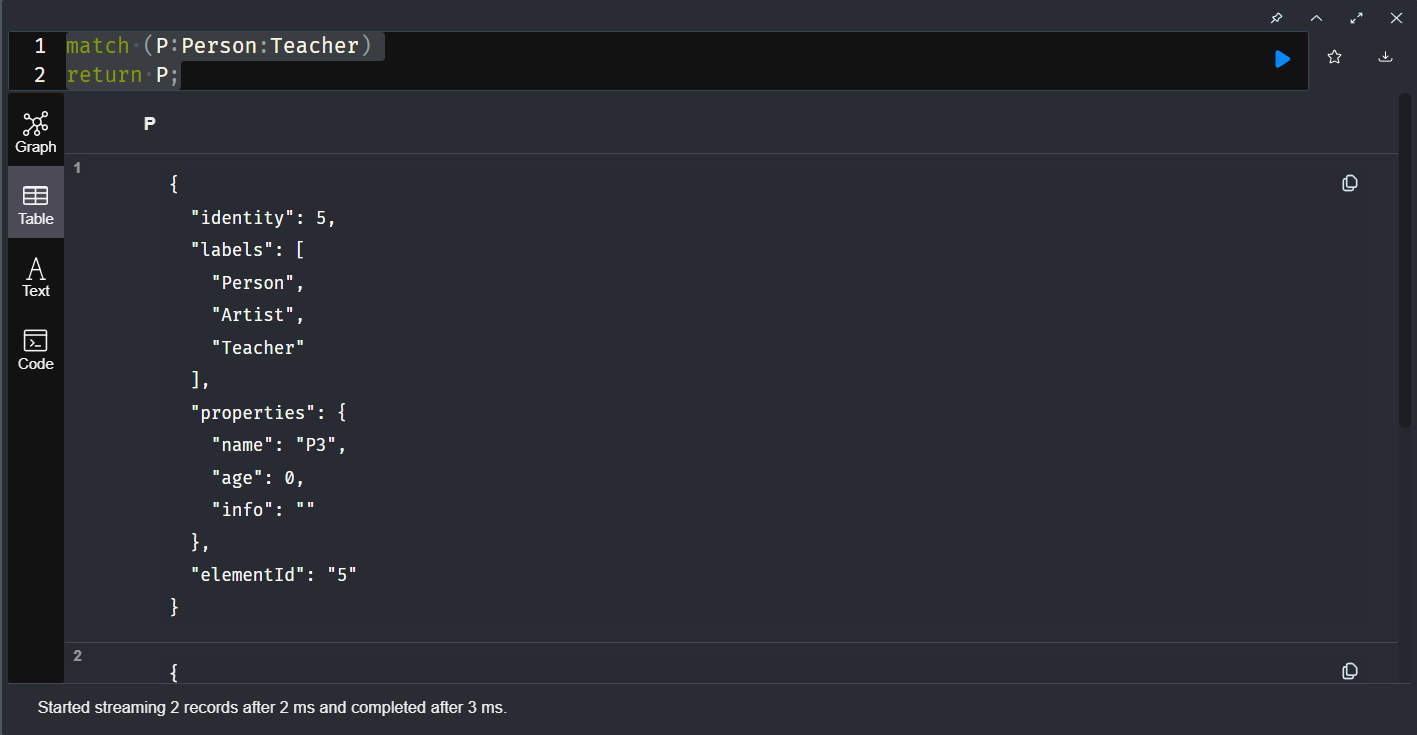 1 match (P:Person:Teacher)
2 return P;
Graph
Table
Text
Code
P
1
{
"identity": 5,
"labels": [
"Person",
"Artist",
"Teacher"
],
"properties": {
"name": "P3",
"age": 0,
"info": ""
},
"elementId": "5"
}
2
{
Started streaming 2 records after 2 ms and completed after 3 ms.